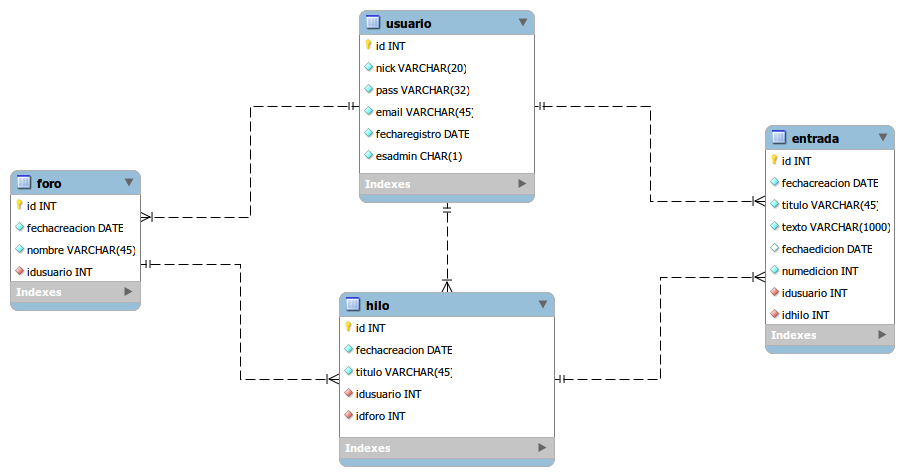 usuario
id INT
nick VARCHAR(20)
pass VARCHAR(32)
email VARCHAR(45)
fecharegistro DATE
esadmin CHAR(1)
Indexes
foro
id INT
fechacreacion DATE
nombre VARCHAR(45)
idusuario INT
Indexes
hilo
id INT
fechacreacion DATE
titulo VARCHAR(45)
idusuario INT
idforo INT
Indexes
entrada
id INT
fechacreacion DATE
titulo VARCHAR(45)
texto VARCHAR(1000)
fechaedicion DATE
numedicion INT
idusuario INT
idhilo INT
Indexes